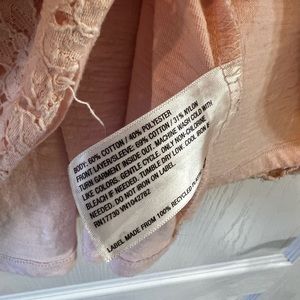 BODY: 60% COTTON / 40% POLYESTER
FRONT LAYER/SLEEVE: 69% COTTON / 31% NYLON
TURN GARMENT INSIDE OUT, MACHINE WASH COLD WITH
LIKE COLORS, GENTLE CYCLE, ONLY NON-CHLORINE
BLEACH IF NEEDED, TUMBLE DRY LOW, COOL IRON IF
NEEDED, DO NOT IRON ON LABEL
RN17730 VN1042782
LABEL MADE FROM 100% RECYCLED